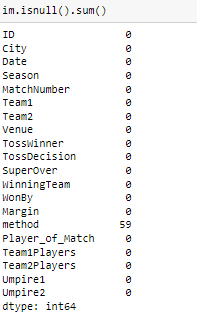 im.isnull().sum()
ID 0
City 0
Date 0
Season 0
MatchNumber 0
Team1 0
Team2 0
Venue 0
TossWinner 0
TossDecision 0
SuperOver 0
WinningTeam 0
WonBy 0
Margin 0
method 59
Player_of_Match 0
Team1Players 0
Team2Players 0
Umpire1 0
Umpire2 0
dtype: int64